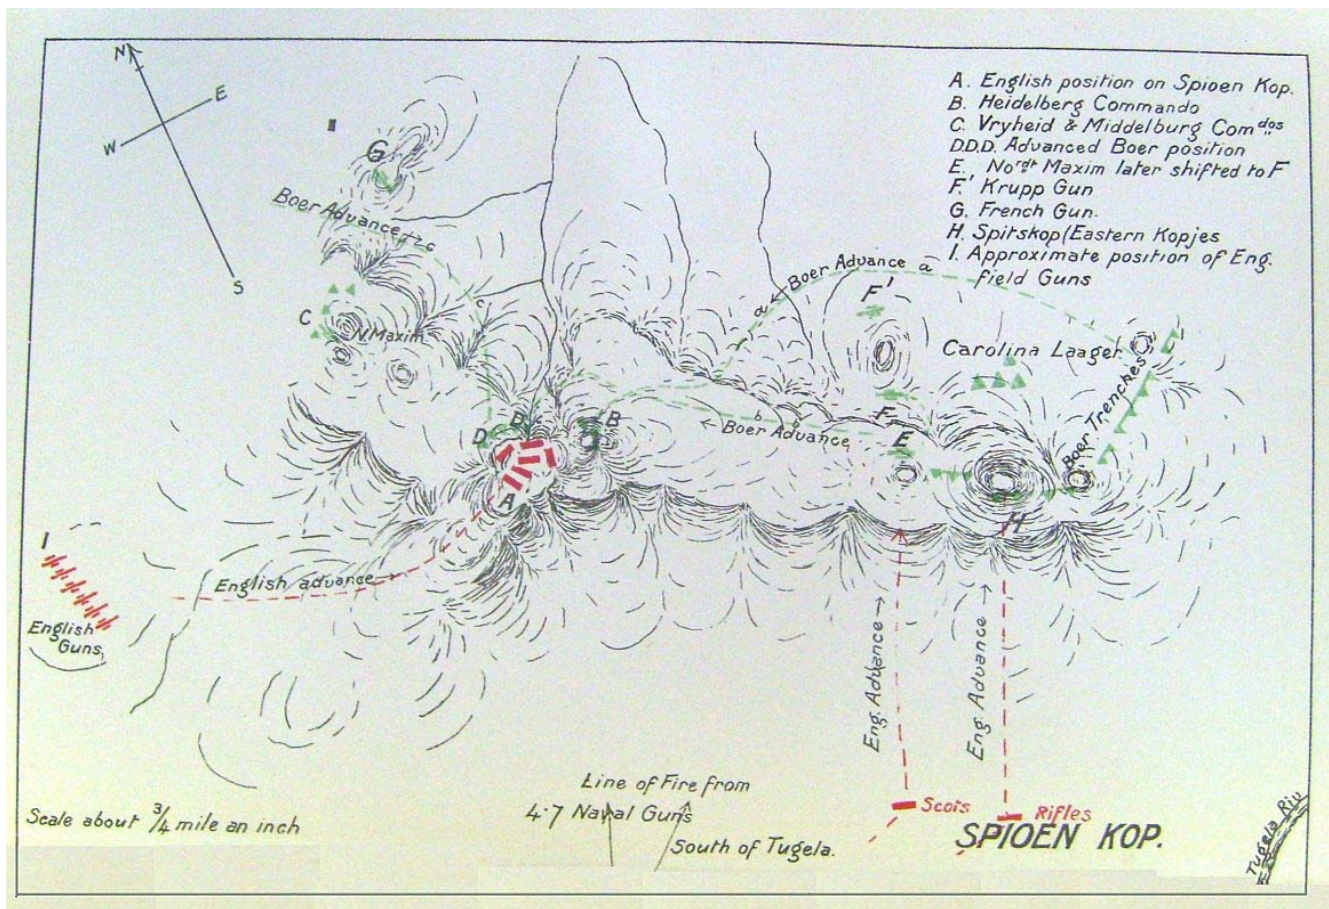 N
E
W
S
A. English position on Spioen Kop.
B. Heidelberg Commando
C. Vryheid & Middelburg Com dos
D.D.D. Advanced Boer position
E. Nordt Maxim later shifted to F
F.' Krupp Gun
G. French Gun.
H. Spitskop (Eastern Kopjes
I. Approximate position of Eng.
field Guns
G
Boer Advance → c
c
C
N. Maxim
a ← Boer Advance a
F'
Carolina Laager
Boer Trenches
F
E
b b
← Boer Advance
B
B
D
A
H
I
English advance →
English
Guns
Eng. Advance →
Eng. Advance →
Scots
Rifles
Line of Fire from
4.7 Naval Guns
South of Tugela.
Scale about 3/4 mile an inch
SPIOEN KOP.
Tugela Riv